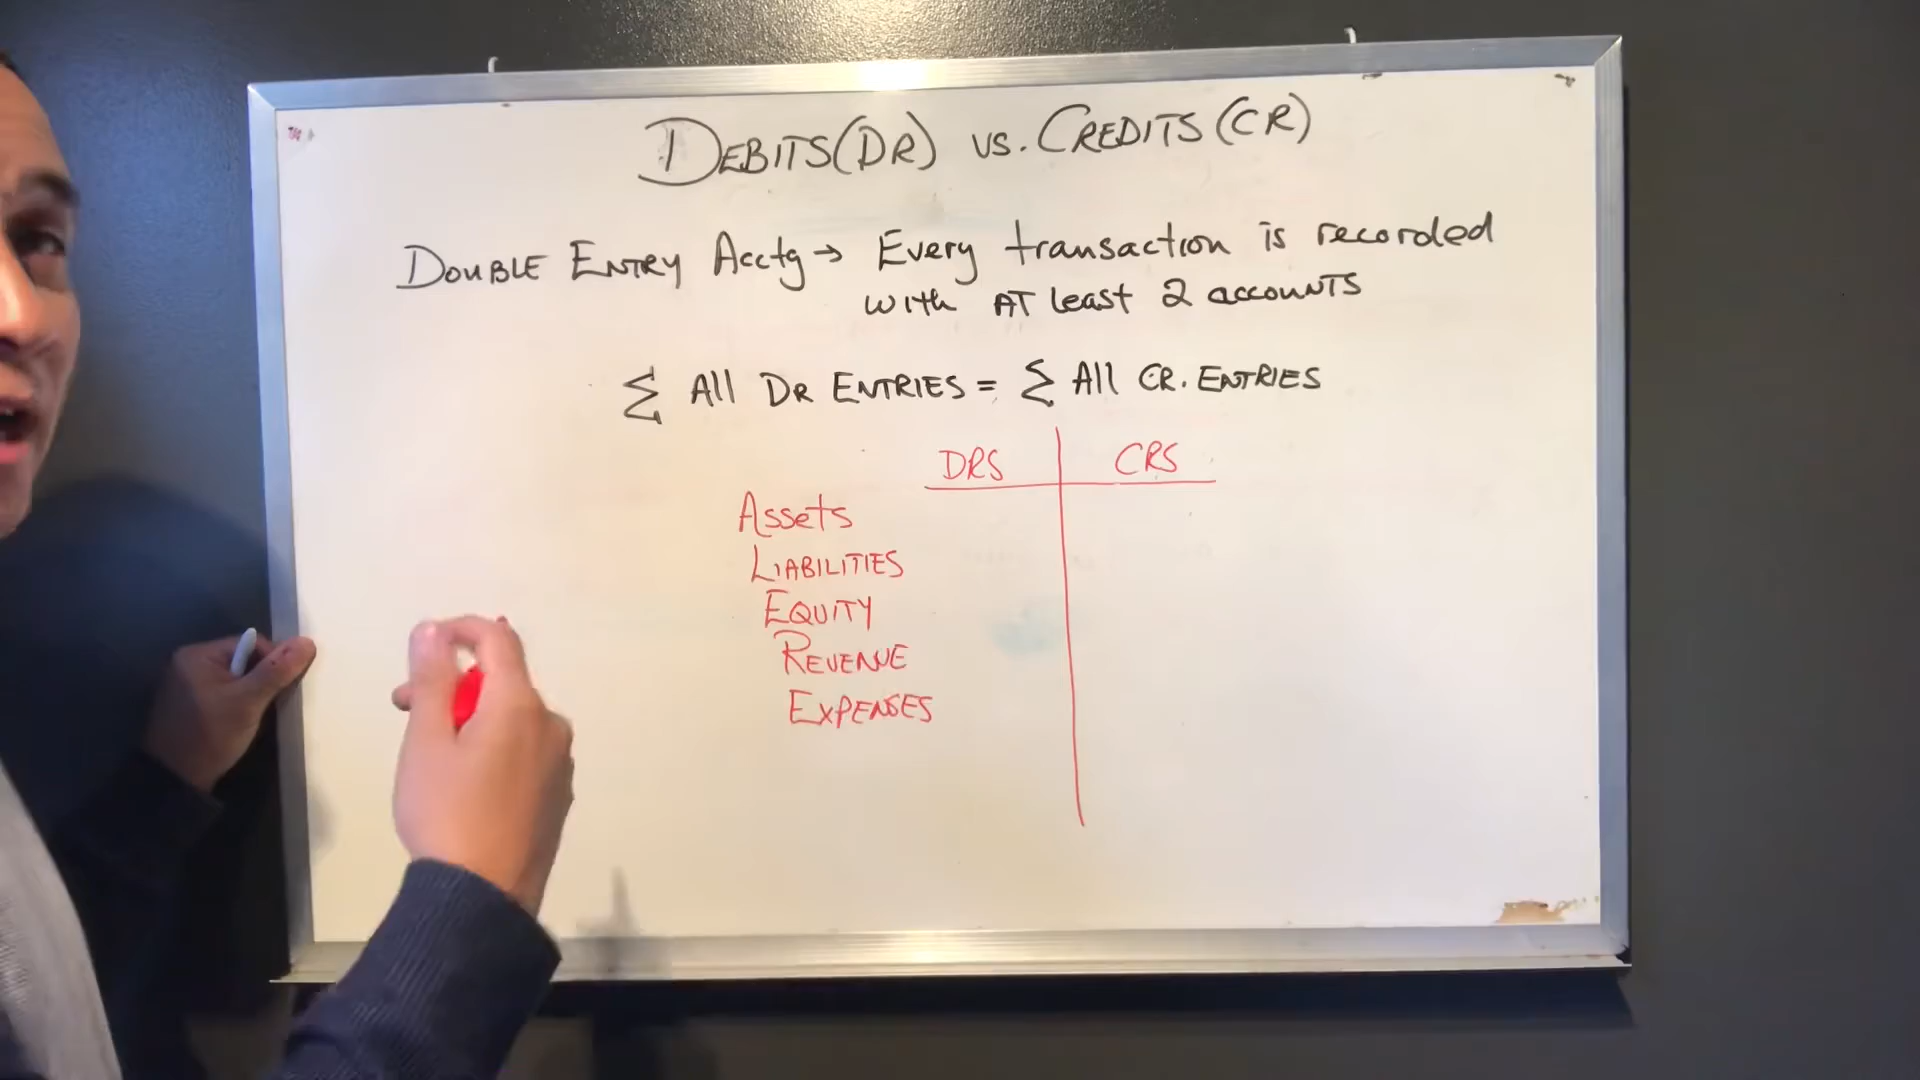 DEBITS (DR) vs. CREDITS (CR)
DOUBLE ENTRY Acctg → Every transaction is recorded
with AT least 2 accounts
∑ All DR ENTRIES = ∑ All CR. ENTRIES
DRS CRS
Assets
LIABILITIES
EQUITY
REVENUE
EXPENSES